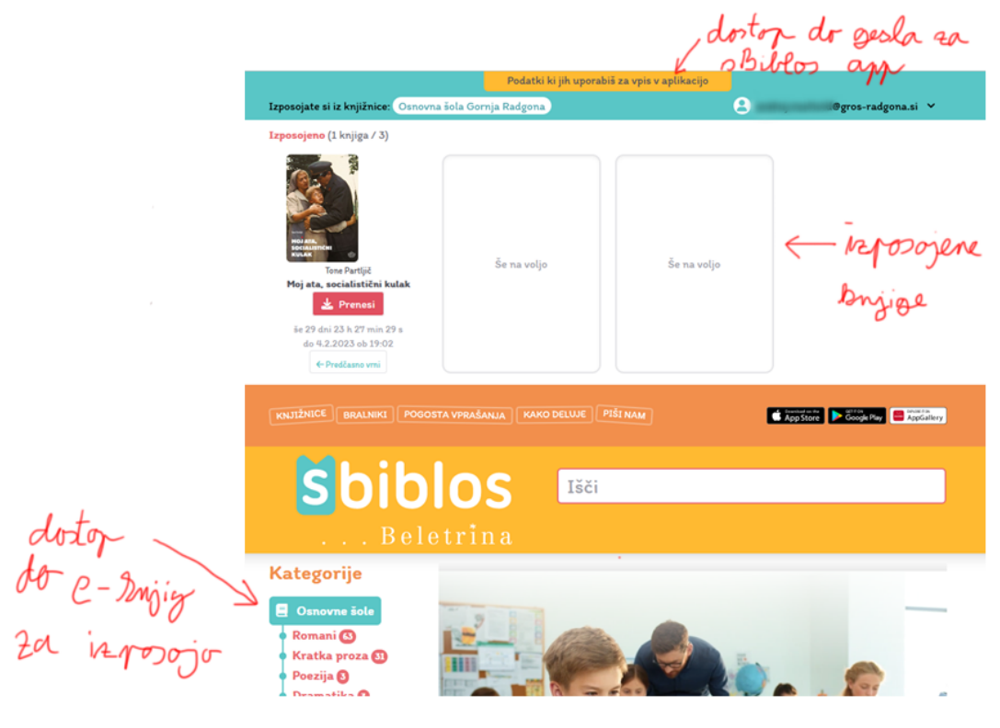 dostop do gesla za
sBiblos app
Podatki ki jih uporabiš za vpis v aplikacijo
Izposojate si iz knjižnice: Osnovna šola Gornja Radgona
@gros-radgona.si
Izposojeno (1 knjiga / 3)
MOJ ATA,
SOCIALISTIČNI
KULAK
Tone Partljič
Moj ata, socialistični kulak
Prenesi
še 29 dni 23 h 27 min 29 s
do 4.2.2023 ob 19:02
← Predčasno vrni
Še na voljo
Še na voljo
izposojene
knjige
KNJIŽNICE
BRALNIKI
POGOSTA VPRAŠANJA
KAKO DELUJE
PIŠI NAM
Download on the
App Store
GET IT ON
Google Play
EXPLORE IT ON
AppGallery
šbiblos
... Beletrina
Išči
dostop
do e-knjig
za izposojo
Kategorije
Osnovne šole
Romani 63
Kratka proza 31
Poezija 3
Dramatika